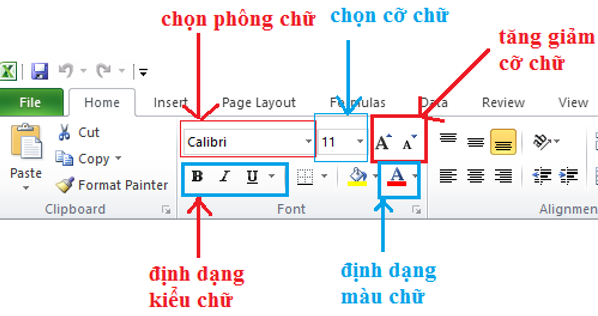 chọn phông chữ
chọn cỡ chữ
tăng giảm
cỡ chữ
File Home Insert Page Layout Formulas Data Review View
Paste
Cut
Copy
Format Painter
Calibri 11 A A
B I U A
Clipboard Font Alignment
định dạng
kiểu chữ
định dạng
màu chữ